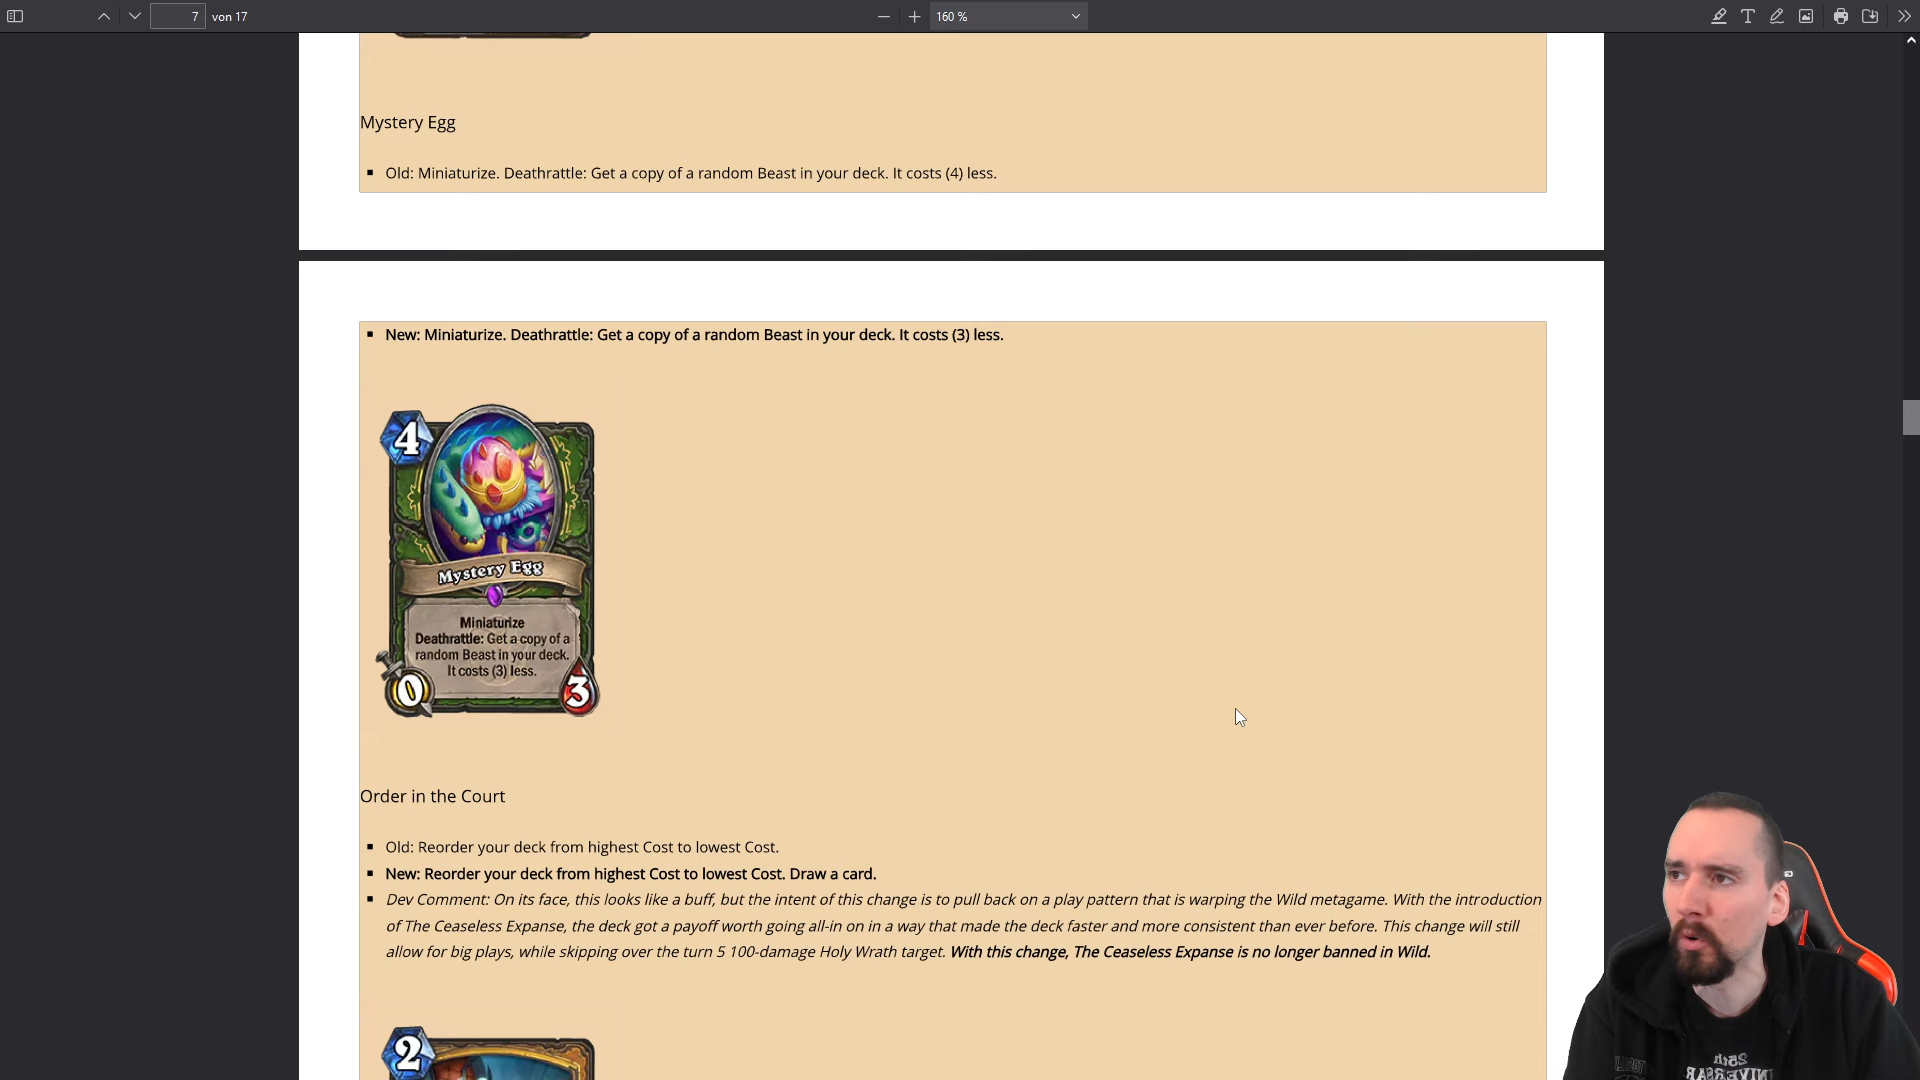 7 von 17
160 %
Mystery Egg
Old: Miniaturize. Deathrattle: Get a copy of a random Beast in your deck. It costs (4) less.
New: Miniaturize. Deathrattle: Get a copy of a random Beast in your deck. It costs (3) less.
4
Mystery Egg
Miniaturize
Deathrattle: Get a copy of a
random Beast in your deck.
It costs (3) less.
0
3
Order in the Court
Old: Reorder your deck from highest Cost to lowest Cost.
New: Reorder your deck from highest Cost to lowest Cost. Draw a card.
Dev Comment: On its face, this looks like a buff, but the intent of this change is to pull back on a play pattern that is warping the Wild metagame. With the introduction
of The Ceaseless Expanse, the deck got a payoff worth going all-in on in a way that made the deck faster and more consistent than ever before. This change will still
allow for big plays, while skipping over the turn 5 100-damage Holy Wrath target. With this change, The Ceaseless Expanse is no longer banned in Wild.
2
25th